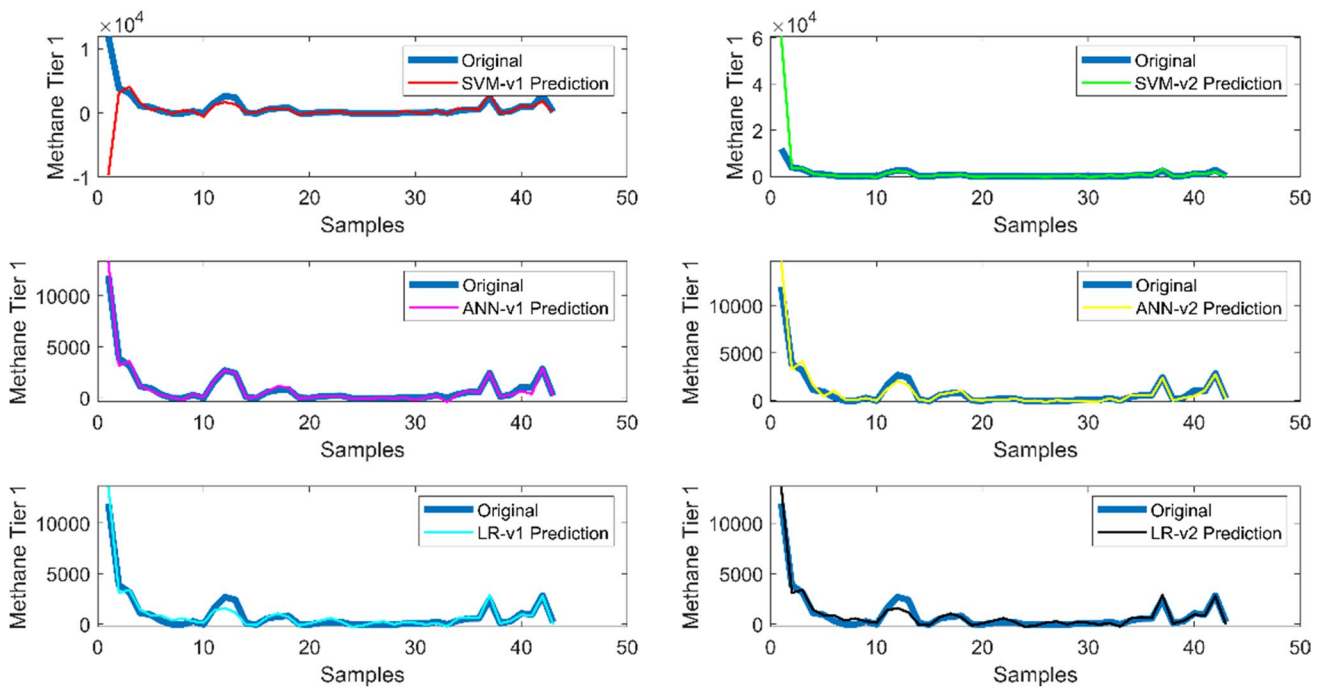 ×10⁴
Methane Tier 1
1
0
-1
Original
SVM-v1 Prediction
0 10 20 30 40 50
Samples
×10⁴
Methane Tier 1
6
4
2
0
Original
SVM-v2 Prediction
0 10 20 30 40 50
Samples
Methane Tier 1
10000
5000
0
Original
ANN-v1 Prediction
0 10 20 30 40 50
Samples
Methane Tier 1
10000
5000
0
Original
ANN-v2 Prediction
0 10 20 30 40 50
Samples
Methane Tier 1
10000
5000
0
Original
LR-v1 Prediction
0 10 20 30 40 50
Samples
Methane Tier 1
10000
5000
0
Original
LR-v2 Prediction
0 10 20 30 40 50
Samples